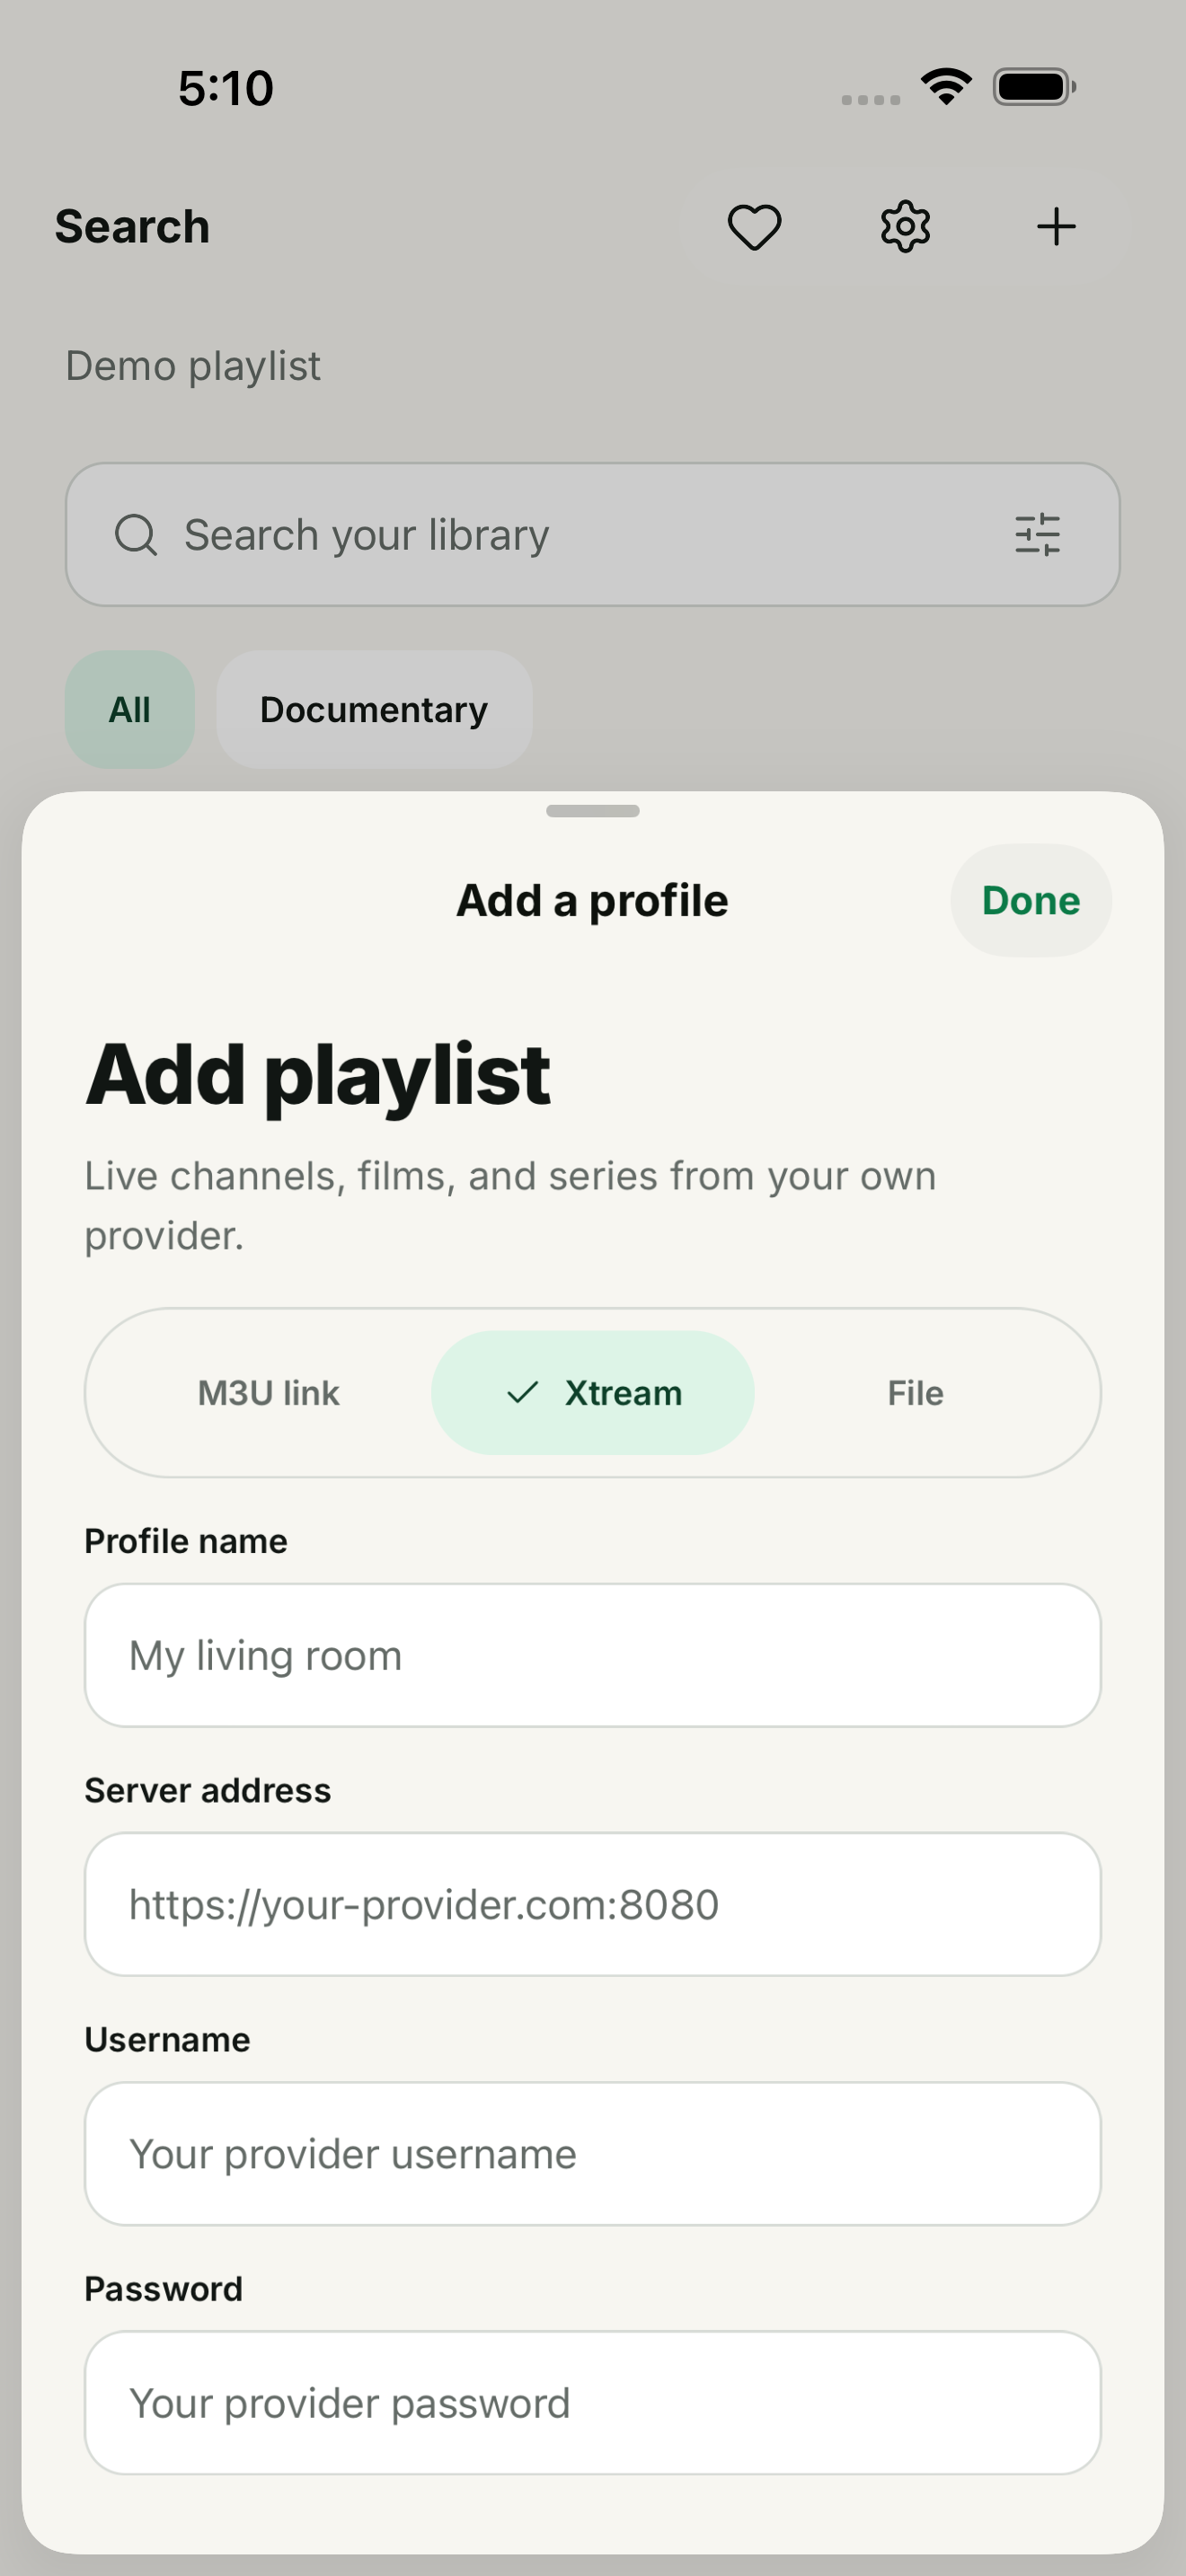 5:10
Search
Demo playlist
Search your library
All
Documentary
Add a profile
Done
Add playlist
Live channels, films, and series from your own
provider.
M3U link
Xtream
File
Profile name
My living room
Server address
https://your-provider.com:8080
Username
Your provider username
Password
Your provider password